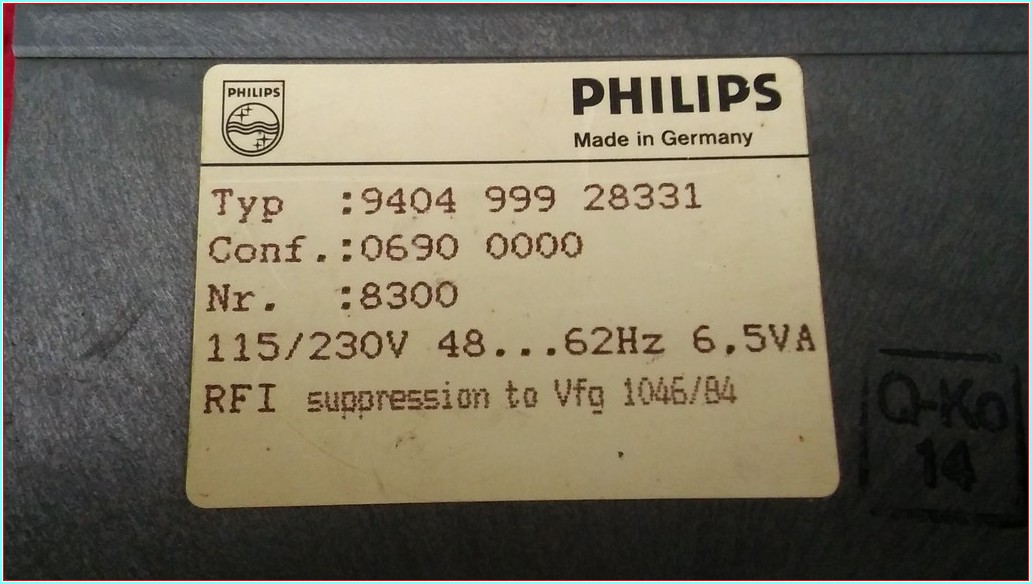 PHILIPS
PHILIPS
Made in Germany
Typ :9404 999 28331
Conf.:0690 0000
Nr. :8300
115/230V 48...62Hz 6.5VA
RFI suppression to Vfg 1046/84
Q-Ko
14